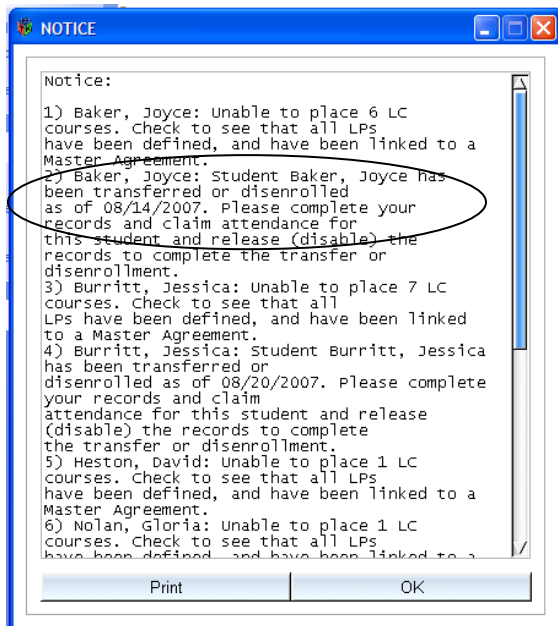 NOTICE
Notice:
1) Baker, Joyce: Unable to place 6 LC
courses. Check to see that all LPs
have been defined, and have been linked to a
Master Agreement.
2) Baker, Joyce: Student Baker, Joyce has
been transferred or disenrolled
as of 08/14/2007. Please complete your
records and claim attendance for
this student and release (disable) the
records to complete the transfer or
disenrollment.
3) Burritt, Jessica: Unable to place 7 LC
courses. Check to see that all
LPs have been defined, and have been linked
to a Master Agreement.
4) Burritt, Jessica: Student Burritt, Jessica
has been transferred or
disenrolled as of 08/20/2007. Please complete
your records and claim
attendance for this student and release
(disable) the records to complete
the transfer or disenrollment.
5) Heston, David: Unable to place 1 LC
courses. Check to see that all LPs
have been defined, and have been linked to a
Master Agreement.
6) Nolan, Gloria: Unable to place 1 LC
courses. Check to see that all LPs
have been defined, and have been linked to a
Print
OK